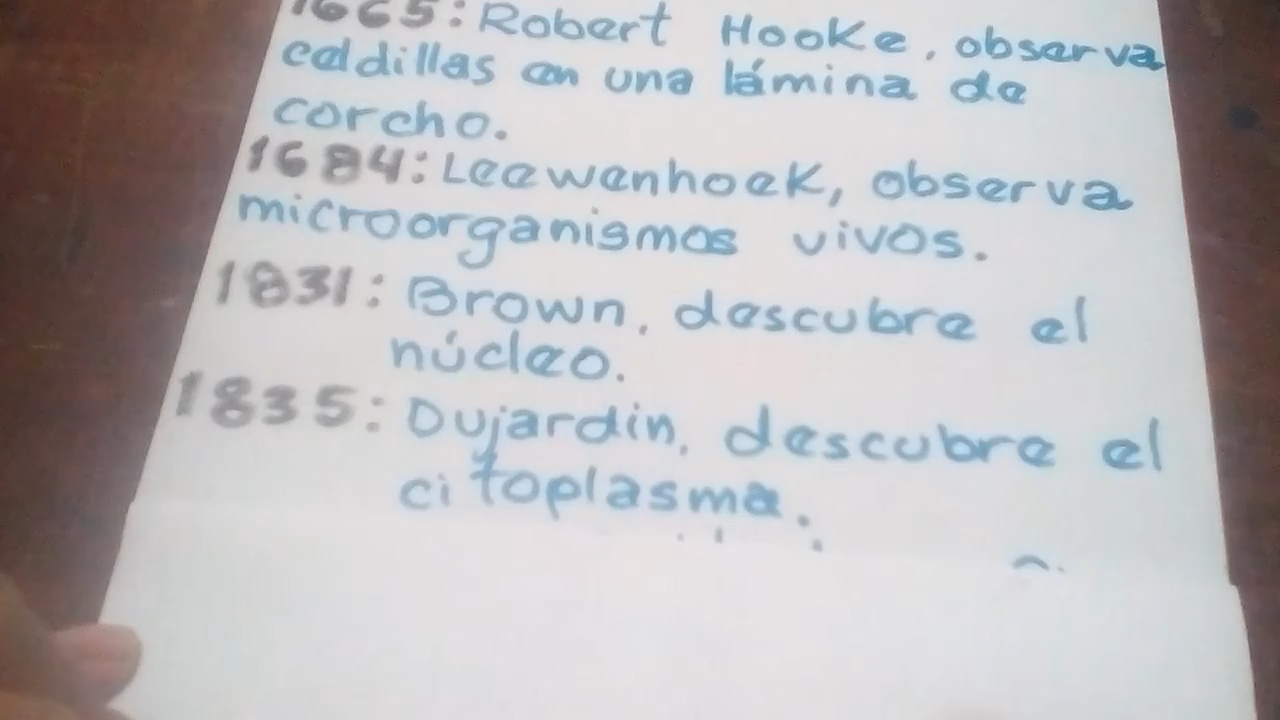 1665: Robert Hooke, observa
celdillas en una lámina de
corcho.
1684: Leewenhoek, observa
microorganismos vivos.
1831: Brown, descubre el
núcleo.
1835: Dujardin, descubre el
citoplasma.